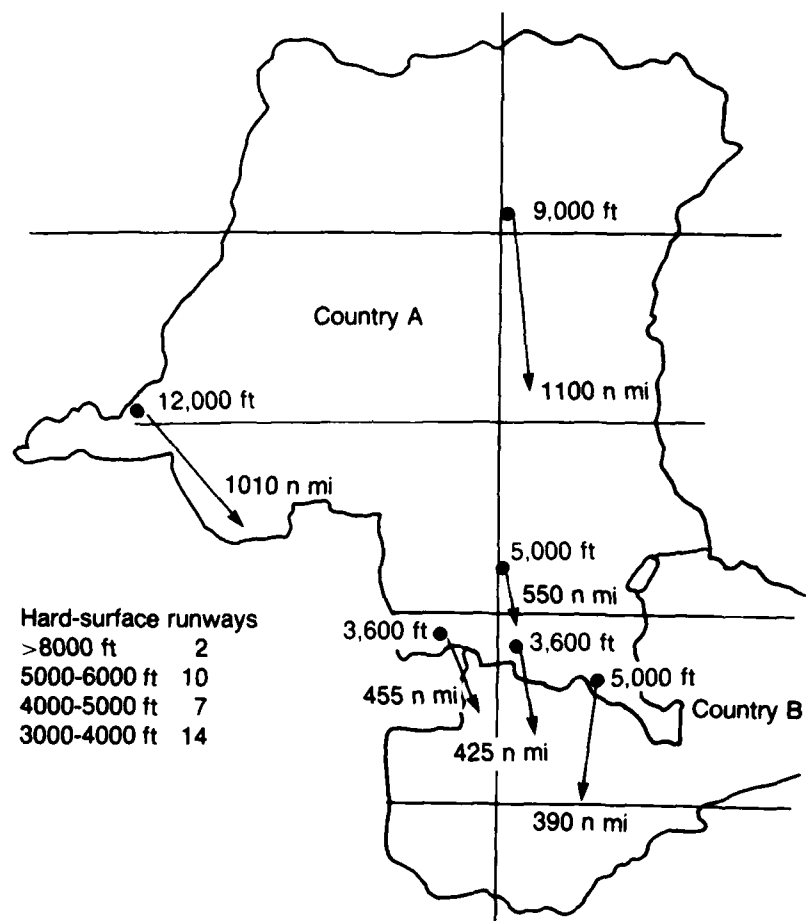 9,000 ft
Country A
1100 n mi
12,000 ft
1010 n mi
5,000 ft
550 n mi
Hard-surface runways
>8000 ft 2
5000-6000 ft 10
4000-5000 ft 7
3000-4000 ft 14
3,600 ft
3,600 ft
5,000 ft
455 n mi
Country B
425 n mi
390 n mi